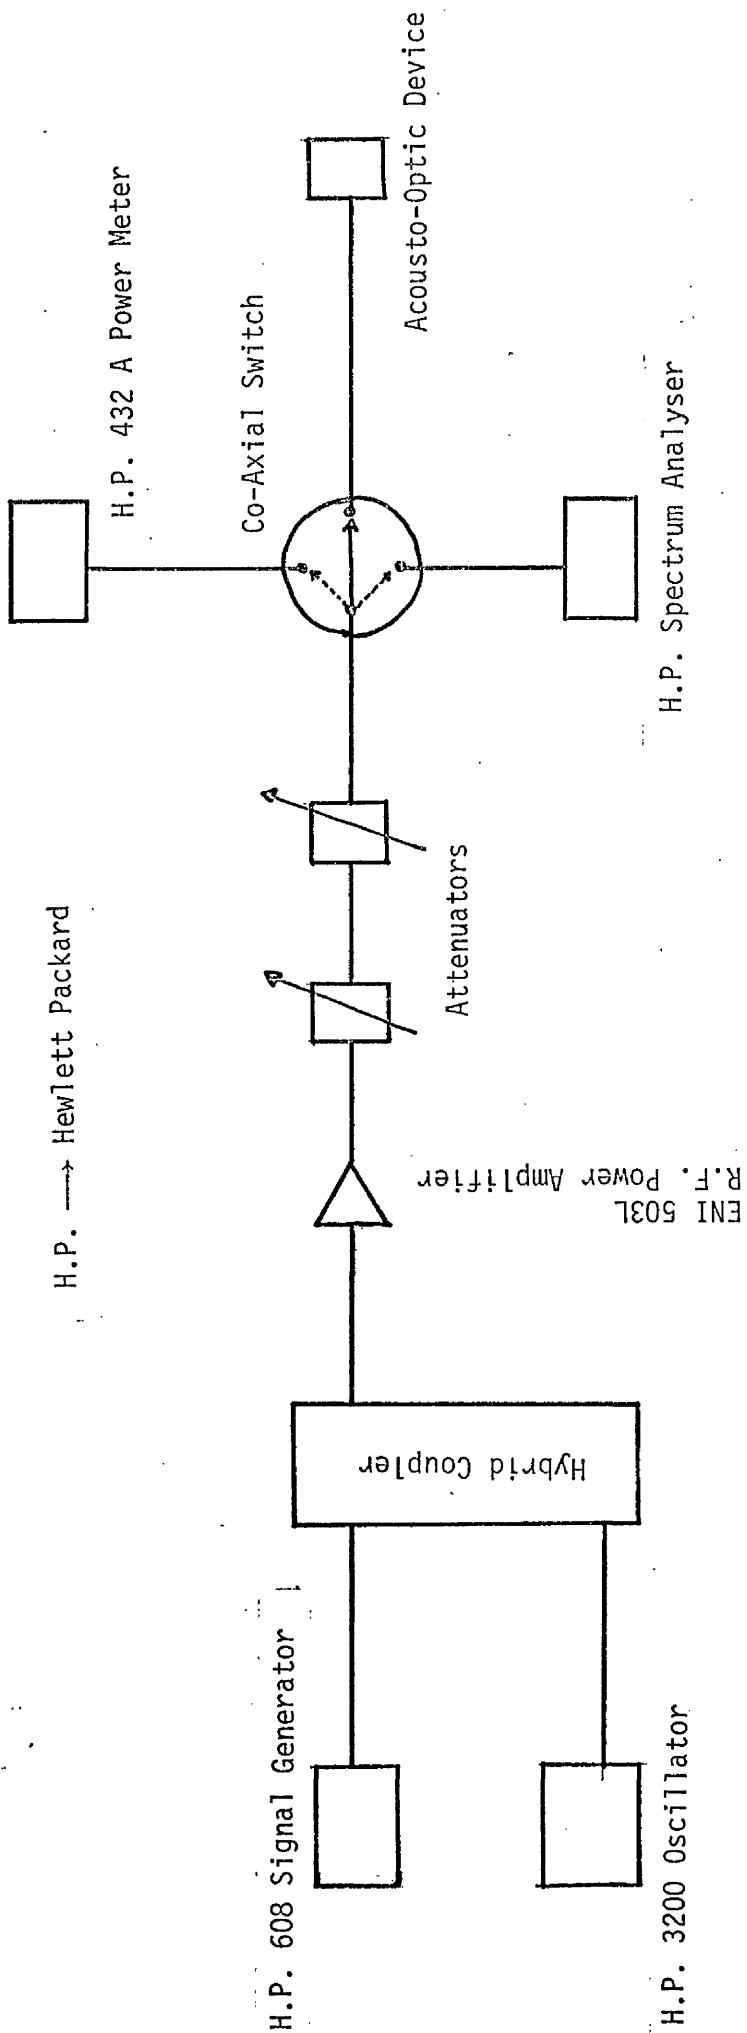 H.P. → Hewlett Packard
H.P. 432 A Power Meter
Co-Axial Switch
Acousto-Optic Device
H.P. 608 Signal Generator
Hybrid Coupler
ENI 503L
R.F. Power Amplifier
Attenuators
H.P. Spectrum Analyser
H.P. 3200 Oscillator